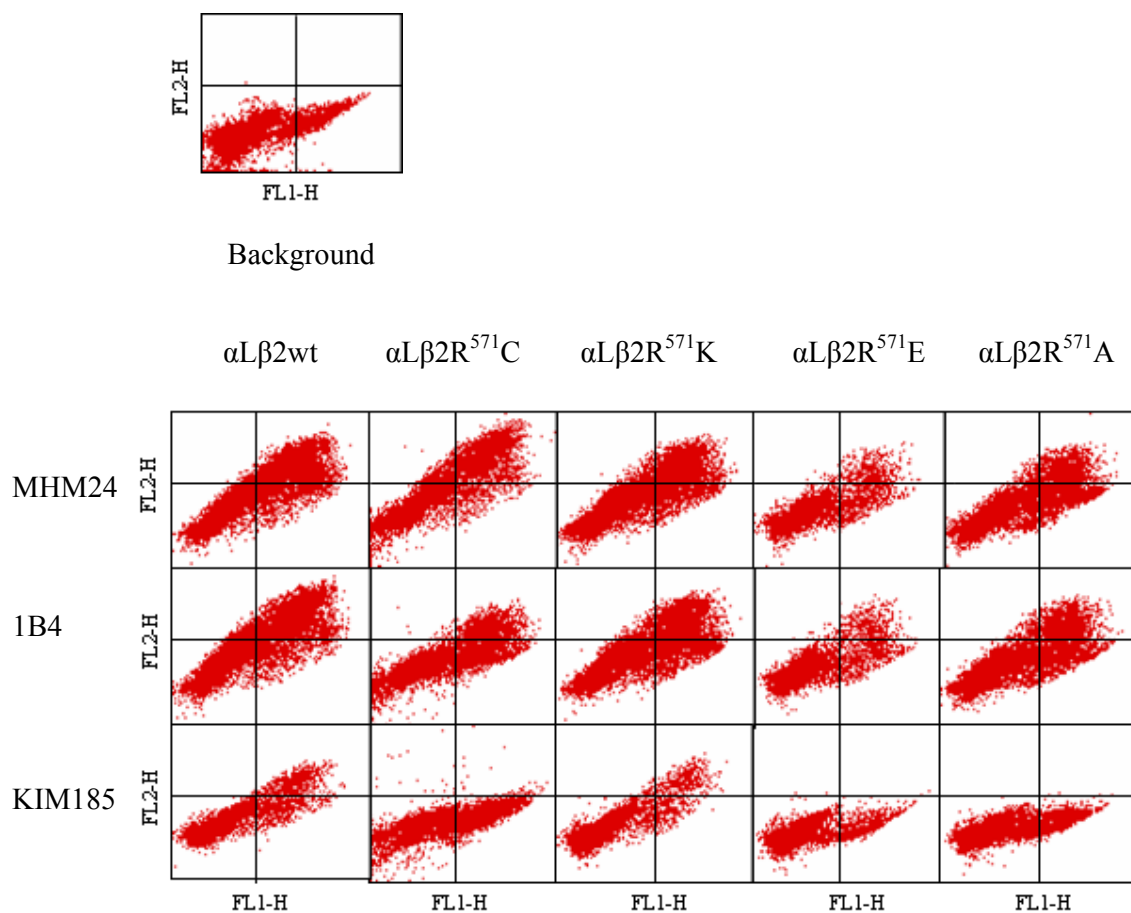 FL2-H
FL1-H
Background
αLβ2wt αLβ2R⁵⁷¹C αLβ2R⁵⁷¹K αLβ2R⁵⁷¹E αLβ2R⁵⁷¹A
MHM24 FL2-H
1B4 FL2-H
KIM185 FL2-H
FL1-H FL1-H FL1-H FL1-H FL1-H